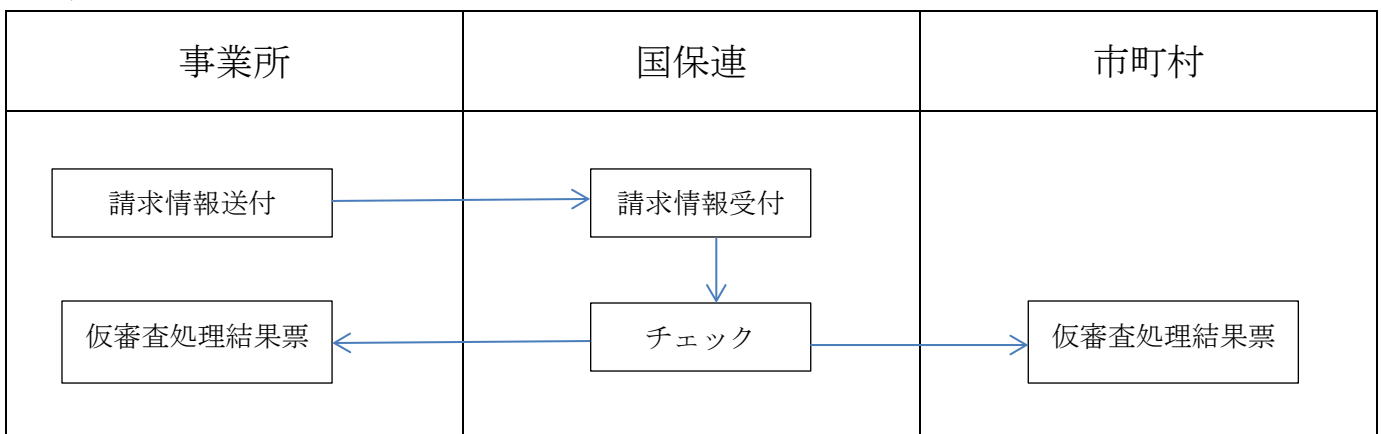 事業所
国保連
市町村
請求情報送付
請求情報受付
仮審査処理結果票
チェック
仮審査処理結果票